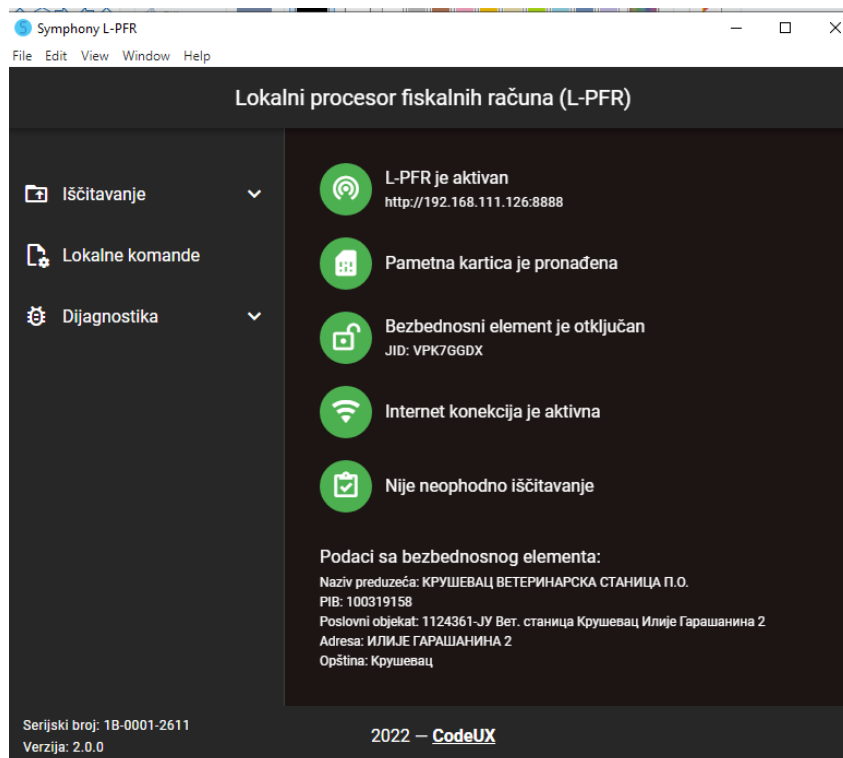 Symphony L-PFR
File Edit View Window Help
Lokalni procesor fiskalnih računa (L-PFR)
Iščitavanje
Lokalne komande
Dijagnostika
L-PFR je aktivan
http://192.168.111.126:8888
Pametna kartica je pronađena
Bezbednosni element je otključan
JID: VPK7GGDX
Internet konekcija je aktivna
Nije neophodno iščitavanje
Podaci sa bezbednosnog elementa:
Naziv preduzeća: КРУШЕВАЦ ВЕТЕРИНАРСКА СТАНИЦА П.О.
PIB: 100319158
Poslovni objekat: 1124361-ЈУ Вет. станица Крушевац Илије Гарашанина 2
Adresa: ИЛИЈЕ ГАРАШАНИНА 2
Opština: Крушевац
Serijski broj: 1B-0001-2611
Verzija: 2.0.0
2022 — CodeUX